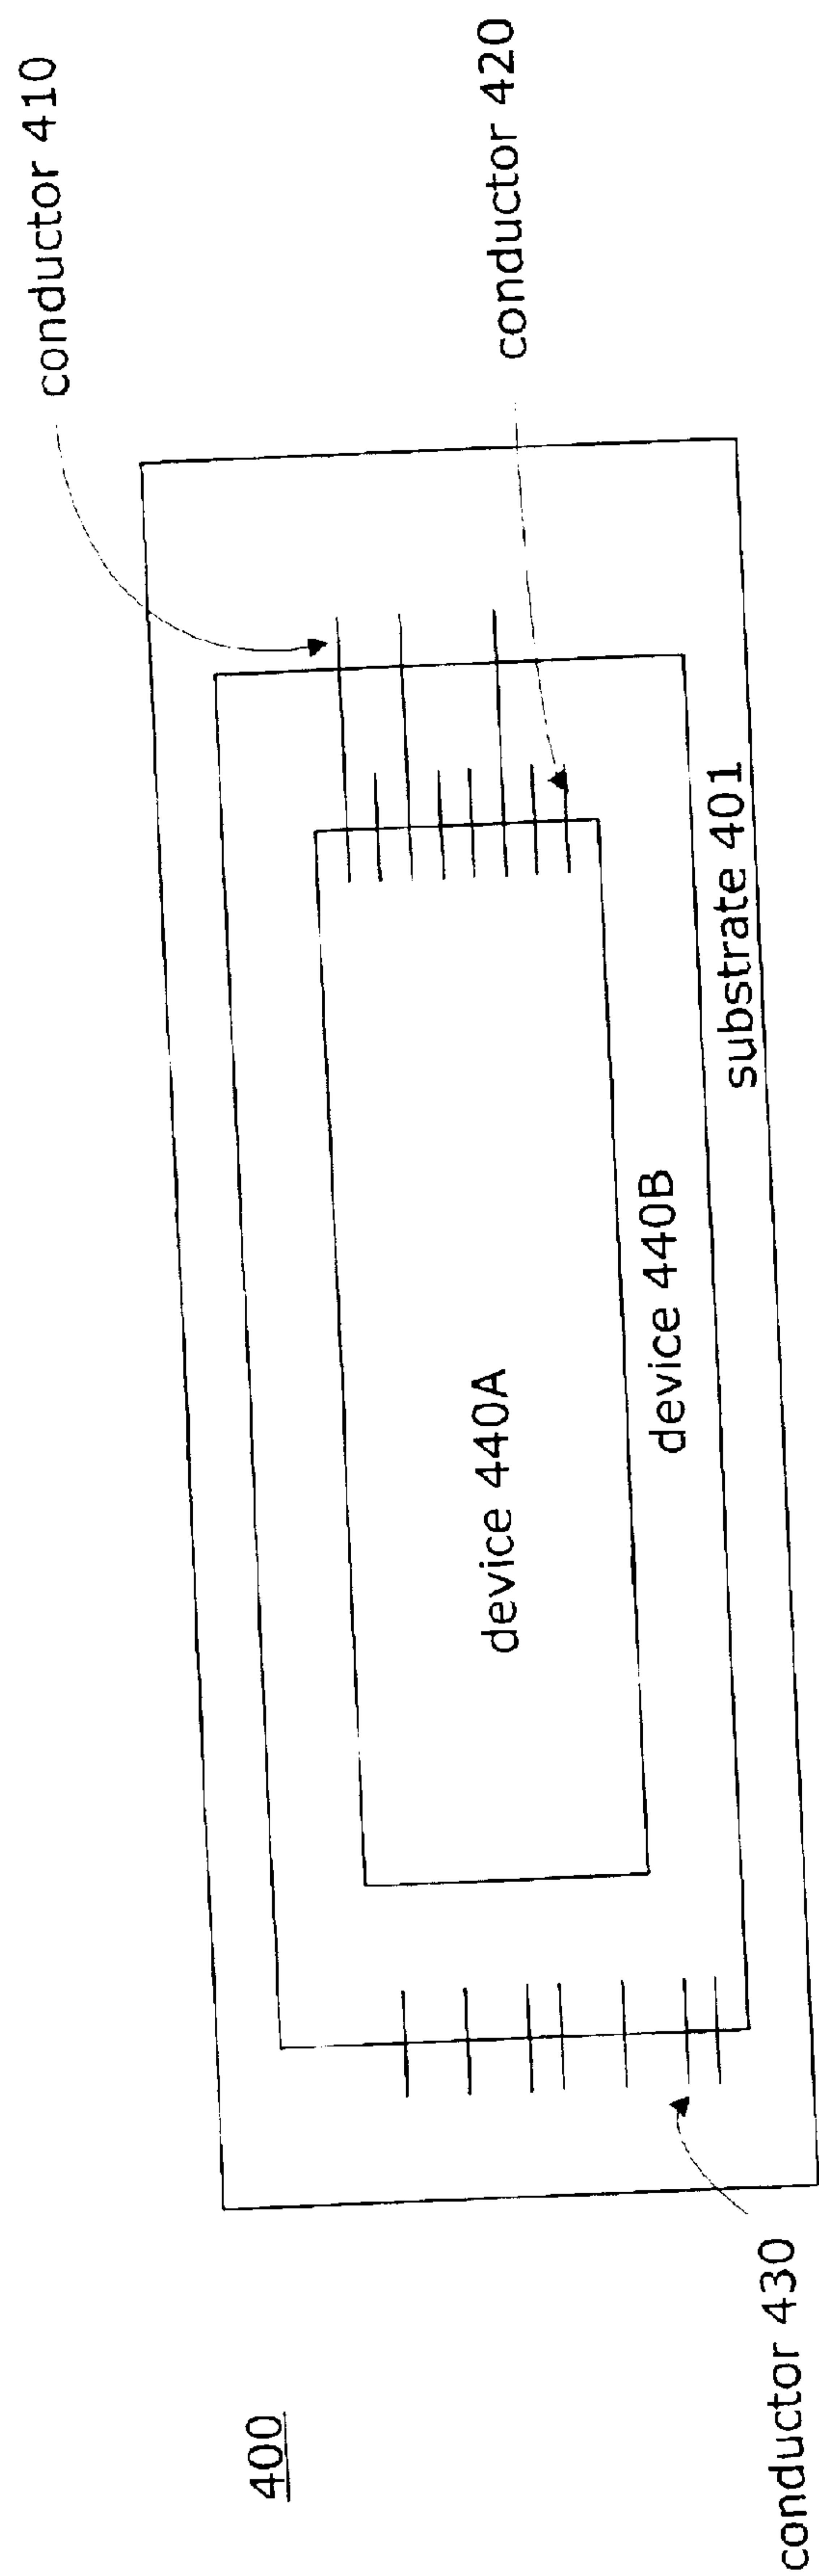 400
conductor 410
conductor 420
device 440A
device 440B
substrate 401
conductor 430